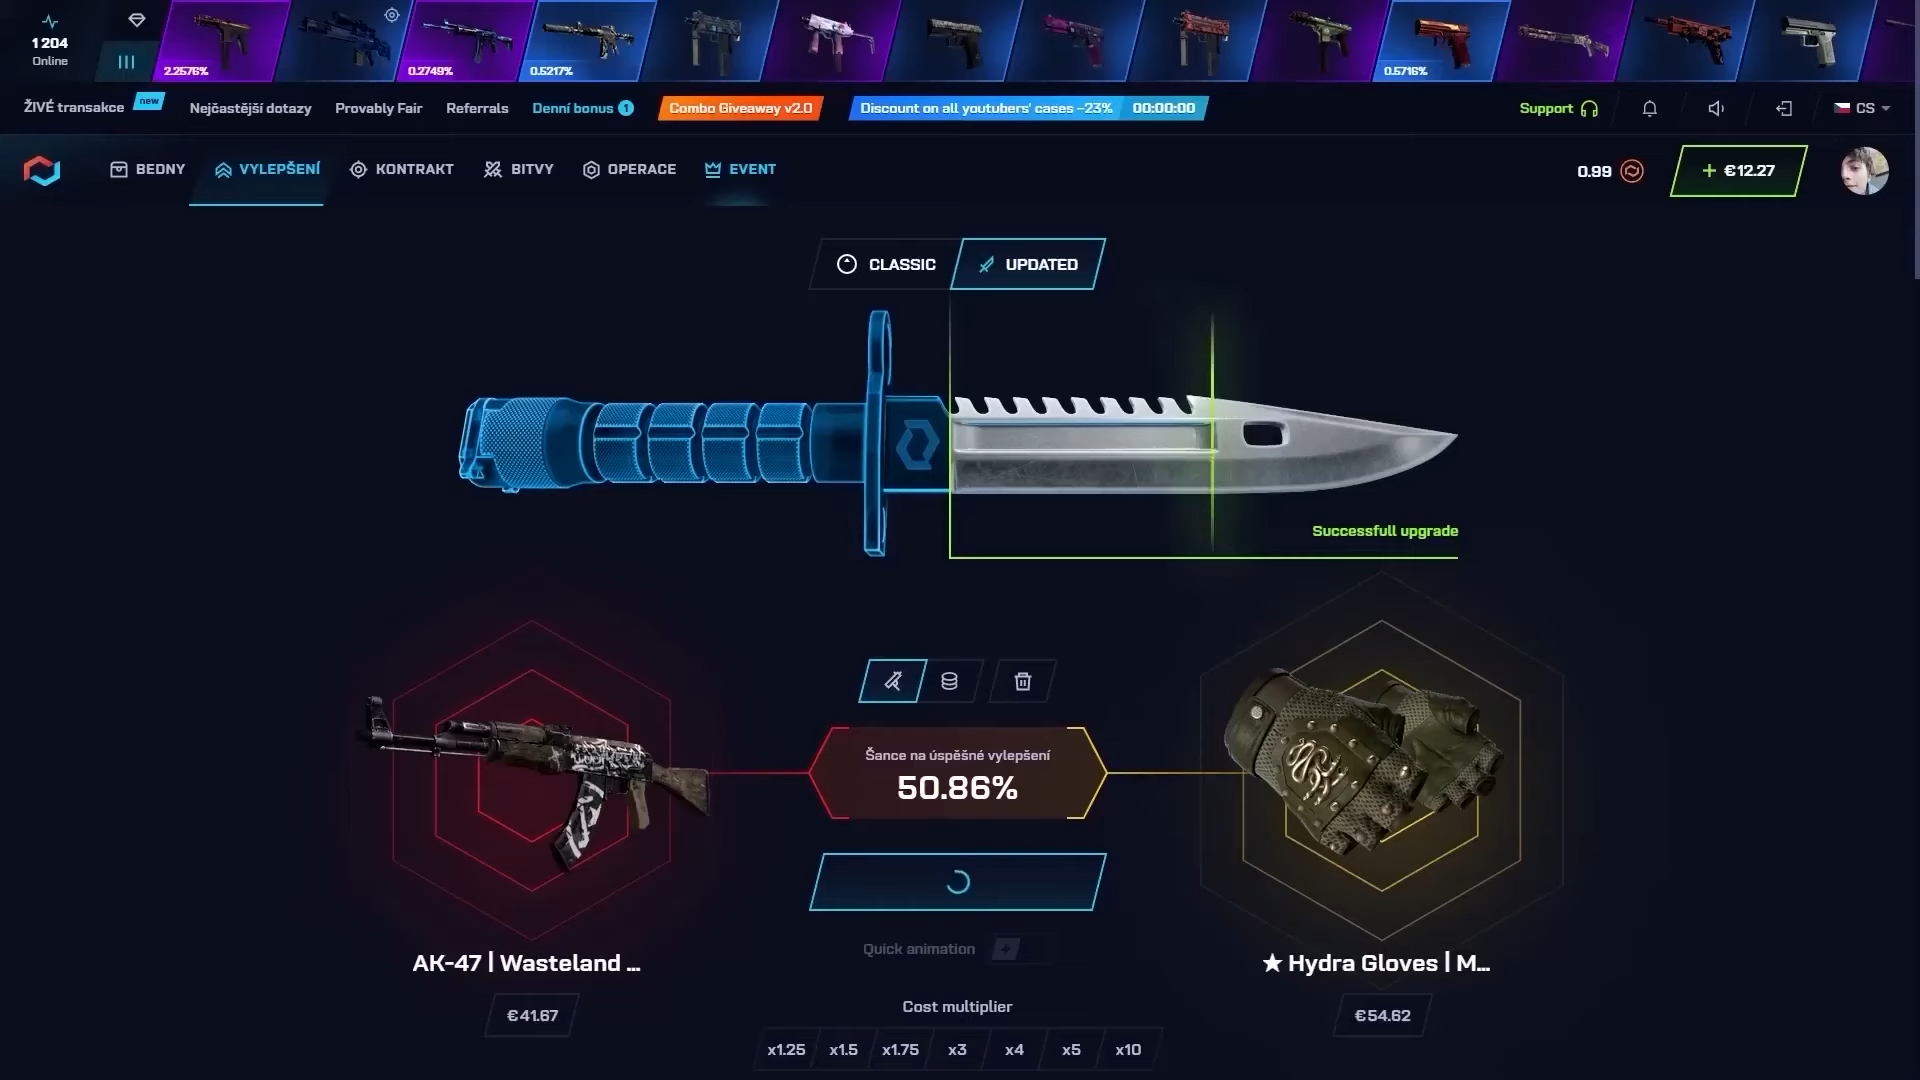 1 204
Online
2.2576%
0.2749%
0.5217%
0.5716%
ŽIVÉ transakce
new
Nejčastější dotazy
Provably Fair
Referrals
Denní bonus 1
Combo Giveaway v2.0
Discount on all youtubers' cases −23%
00:00:00
Support
CS
BEDNY
VYLEPŠENÍ
KONTRAKT
BITVY
OPERACE
EVENT
0.99
+ €12.27
CLASSIC
UPDATED
Successfull upgrade
Šance na úspěšné vylepšení
50.86%
Quick animation
AK-47 | Wasteland ...
★ Hydra Gloves | M...
€41.67
€54.62
Cost multiplier
x1.25
x1.5
x1.75
x3
x4
x5
x10